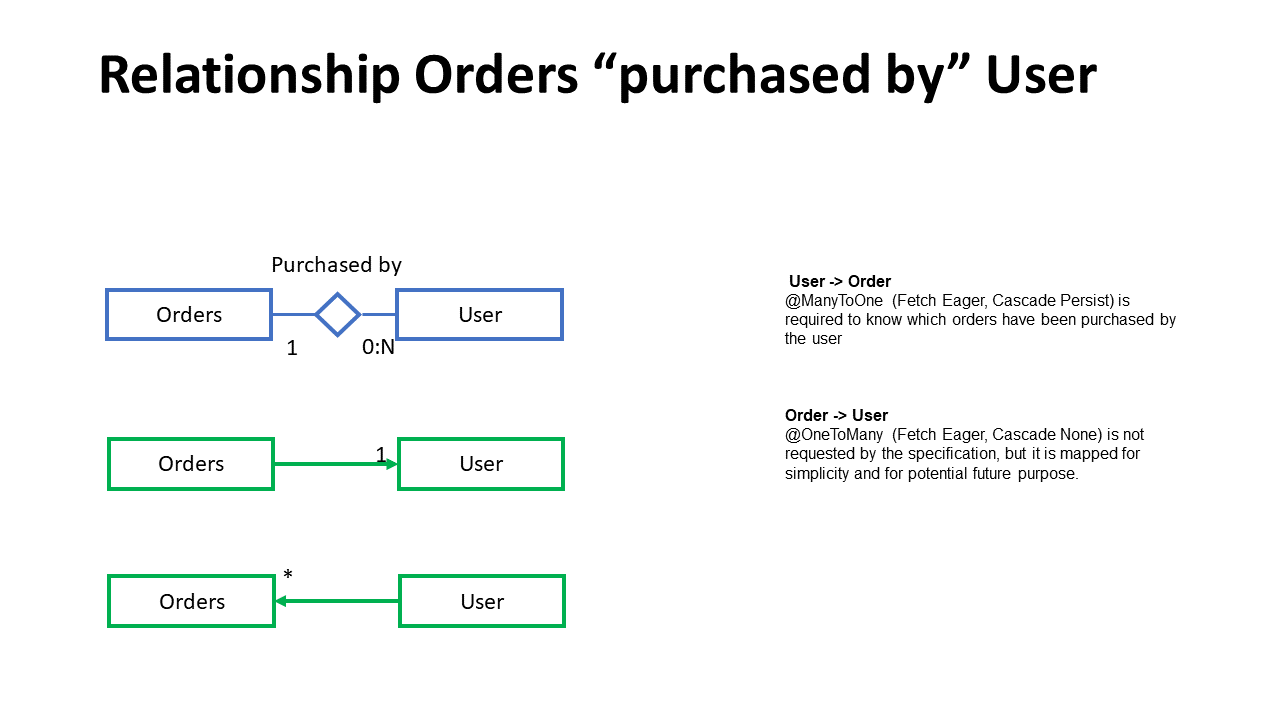 Relationship Orders “purchased by” User
Purchased by
Orders
User
1
0:N
Orders
1
User
*
Orders
User
User -> Order
@ManyToOne (Fetch Eager, Cascade Persist) is
required to know which orders have been purchased by
the user
Order -> User
@OneToMany (Fetch Eager, Cascade None) is not
requested by the specification, but it is mapped for
simplicity and for potential future purpose.